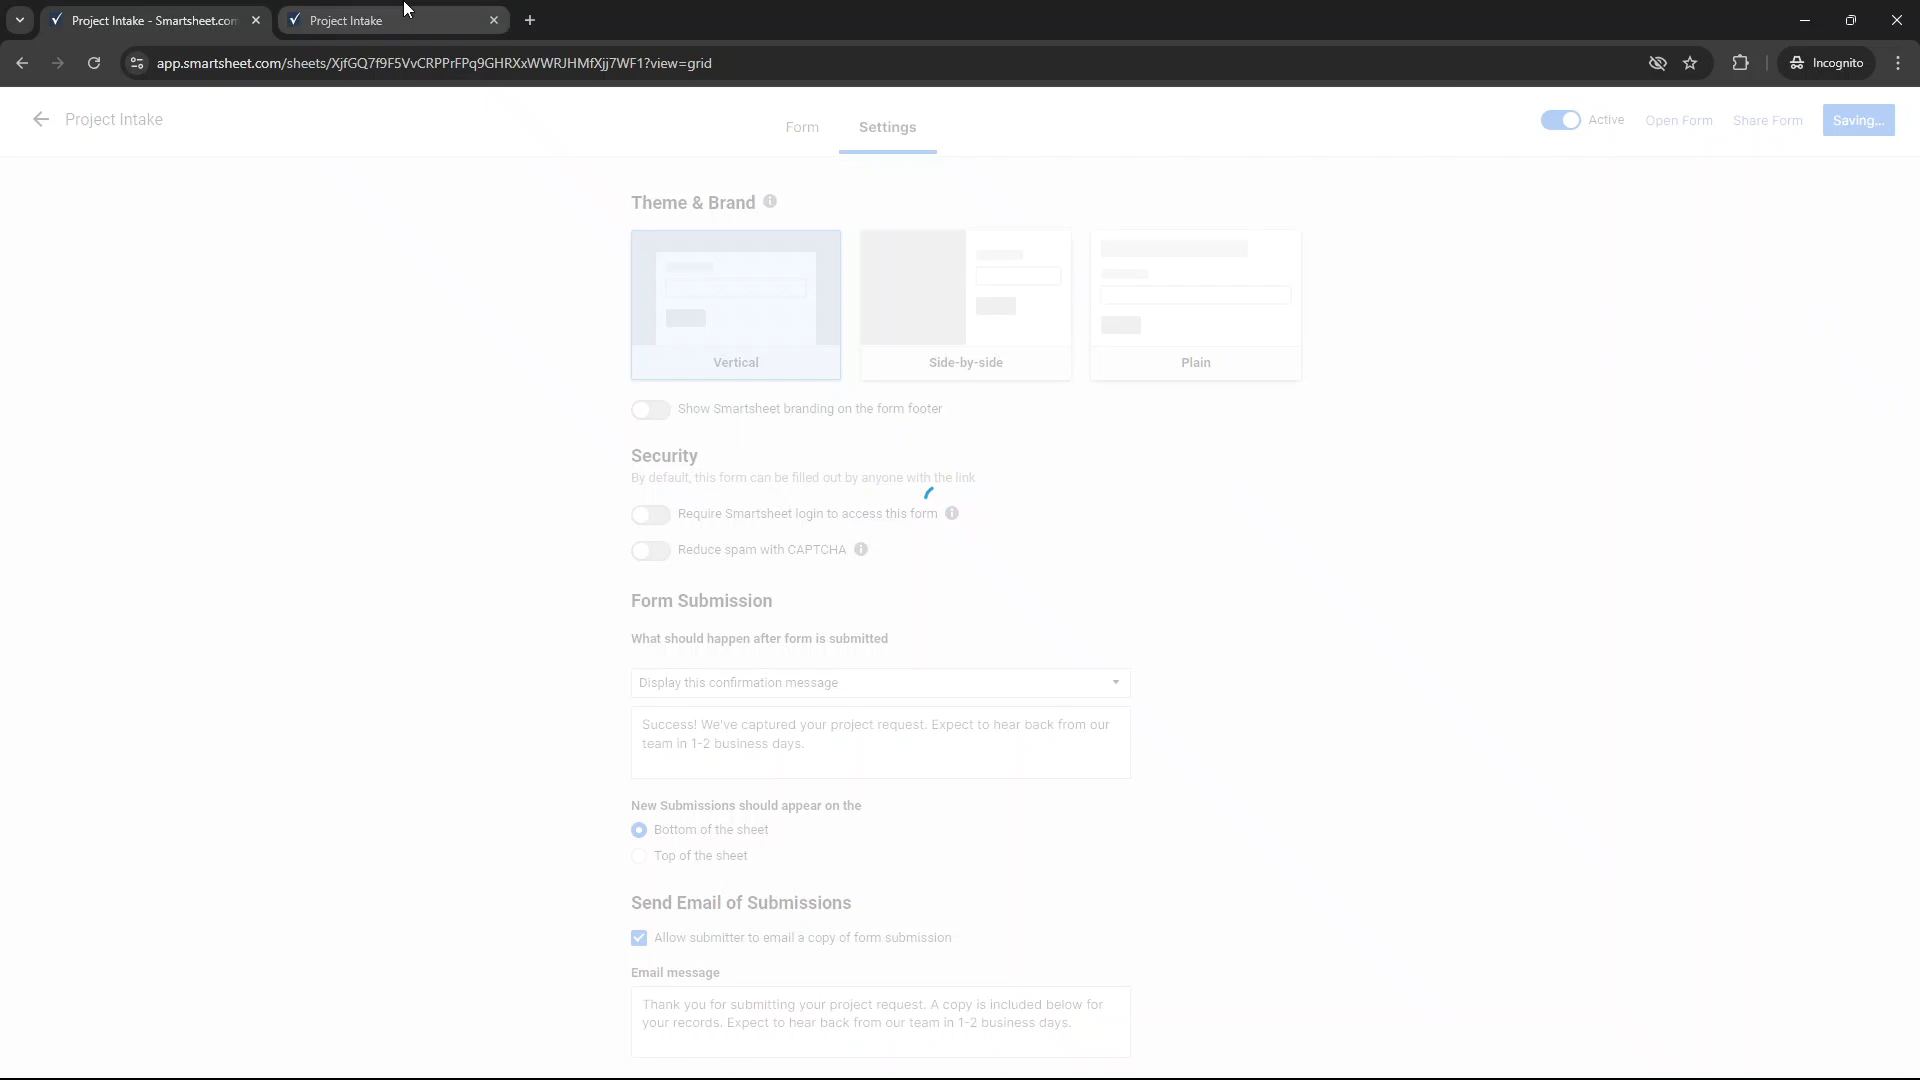 Project Intake - Smartsheet.com
Project Intake
app.smartsheet.com/sheets/XjfGQ7f9F5VvCRPPrFPq9GHRXxWWRJHMfXjj7WF1?view=grid
Incognito
Project Intake
Form
Settings
Active
Open Form
Share Form
Saving...
Theme & Brand
Vertical
Side-by-side
Plain
Show Smartsheet branding on the form footer
Security
By default, this form can be filled out by anyone with the link
Require Smartsheet login to access this form
Reduce spam with CAPTCHA
Form Submission
What should happen after form is submitted
Display this confirmation message
Success! We've captured your project request. Expect to hear back from our
team in 1-2 business days.
New Submissions should appear on the
Bottom of the sheet
Top of the sheet
Send Email of Submissions
Allow submitter to email a copy of form submission
Email message
Thank you for submitting your project request. A copy is included below for
your records. Expect to hear back from our team in 1-2 business days.